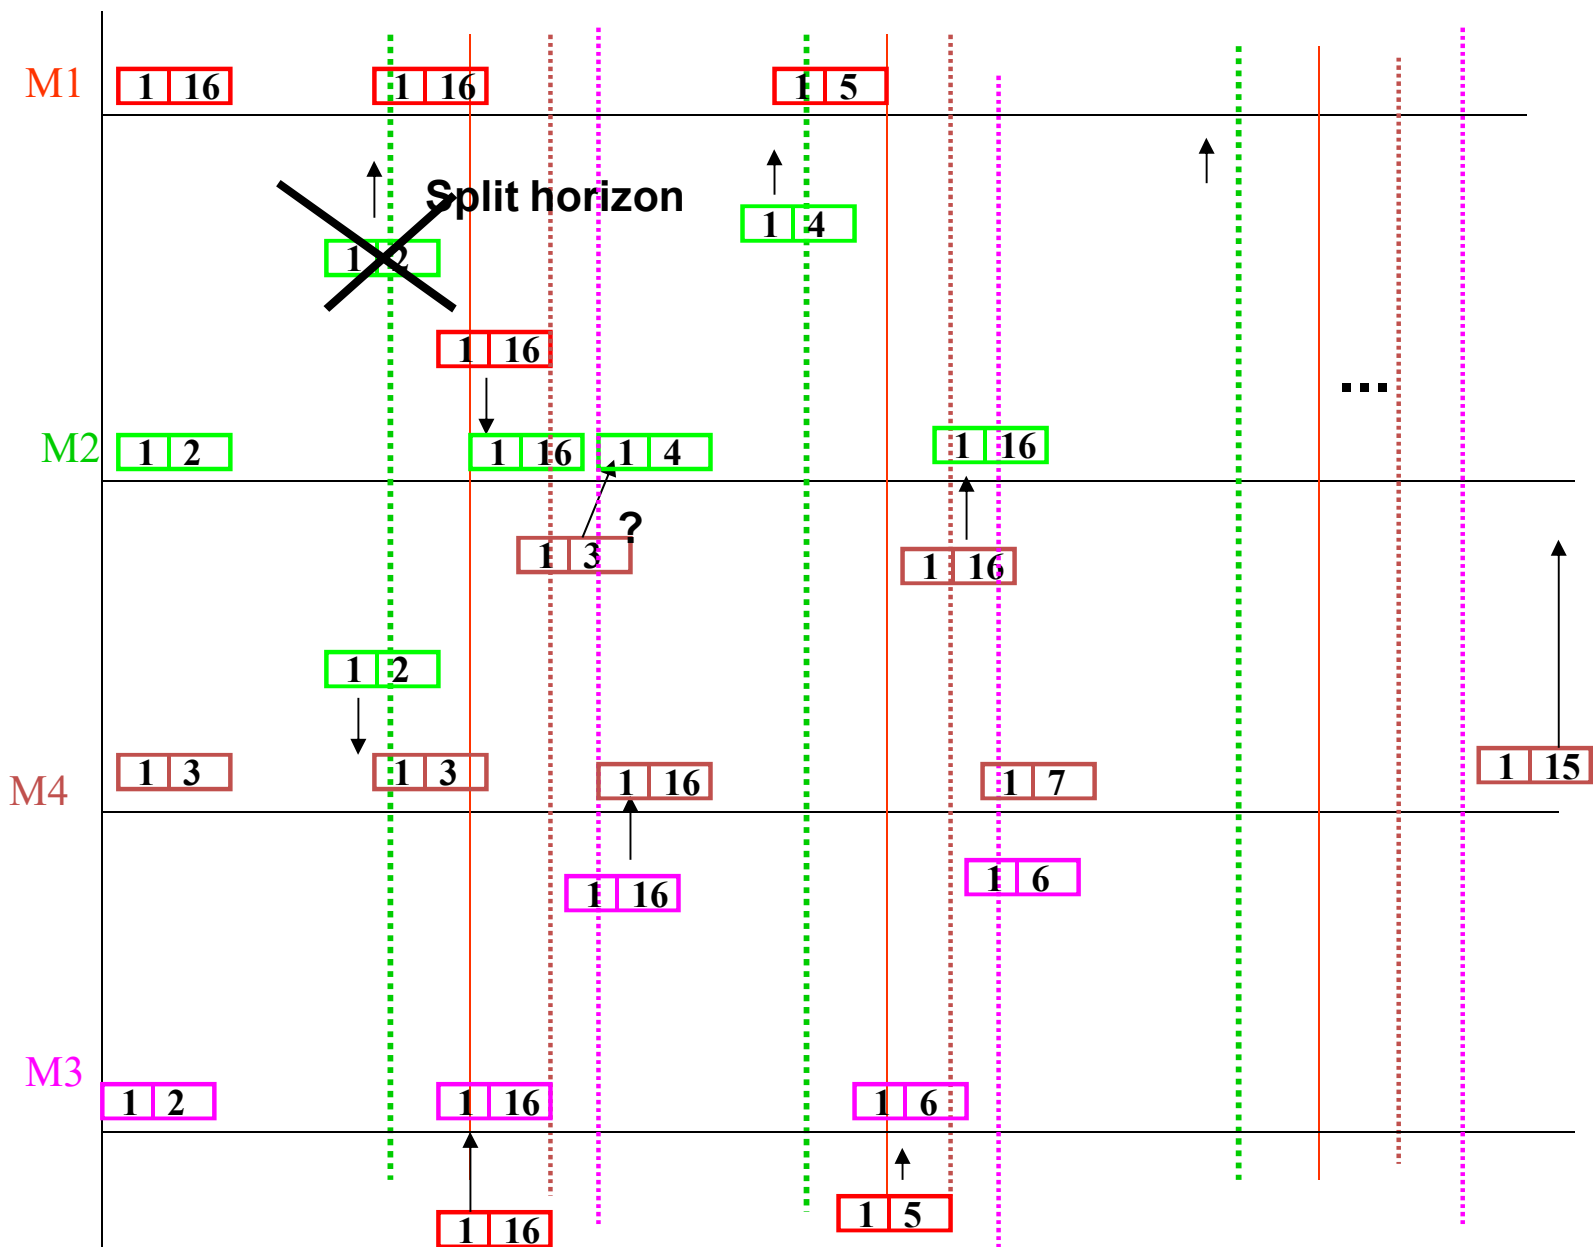 M1 1 16 1 16 1 5
Split horizon
1 4
1 2
1 16
...
M2 1 2 1 16 1 4 1 16
?
1 3 1 16
1 2
M4 1 3 1 3 1 16 1 7 1 15
1 16 1 6
M3 1 2 1 16 1 6
1 16 1 5